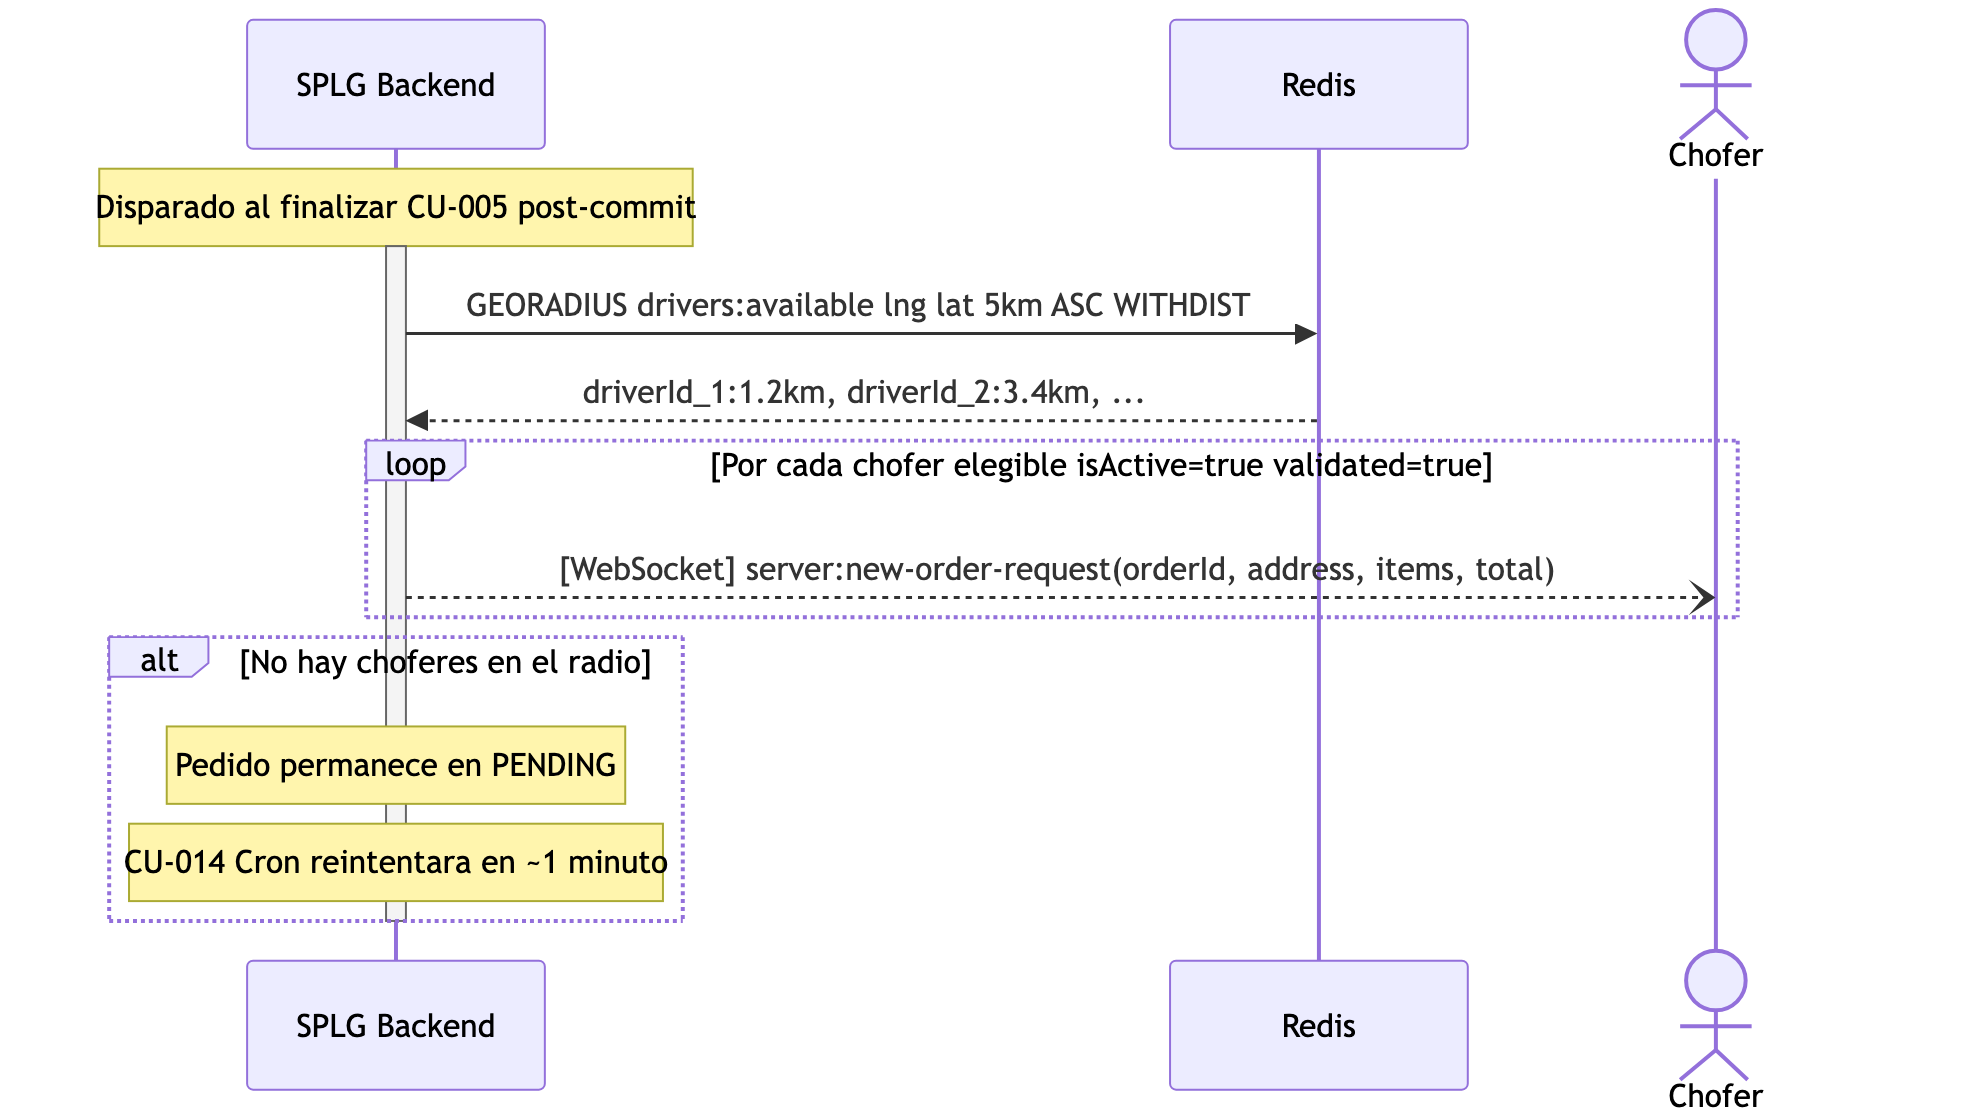 SPLG Backend
Redis
Chofer
Disparado al finalizar CU-005 post-commit
GEORADIUS drivers:available lng lat 5km ASC WITHDIST
driverId_1:1.2km, driverId_2:3.4km, ...
loop
[Por cada chofer elegible isActive=true validated=true]
[WebSocket] server:new-order-request(orderId, address, items, total)
alt
[No hay choferes en el radio]
Pedido permanece en PENDING
CU-014 Cron reintentara en ~1 minuto
SPLG Backend
Redis
Chofer